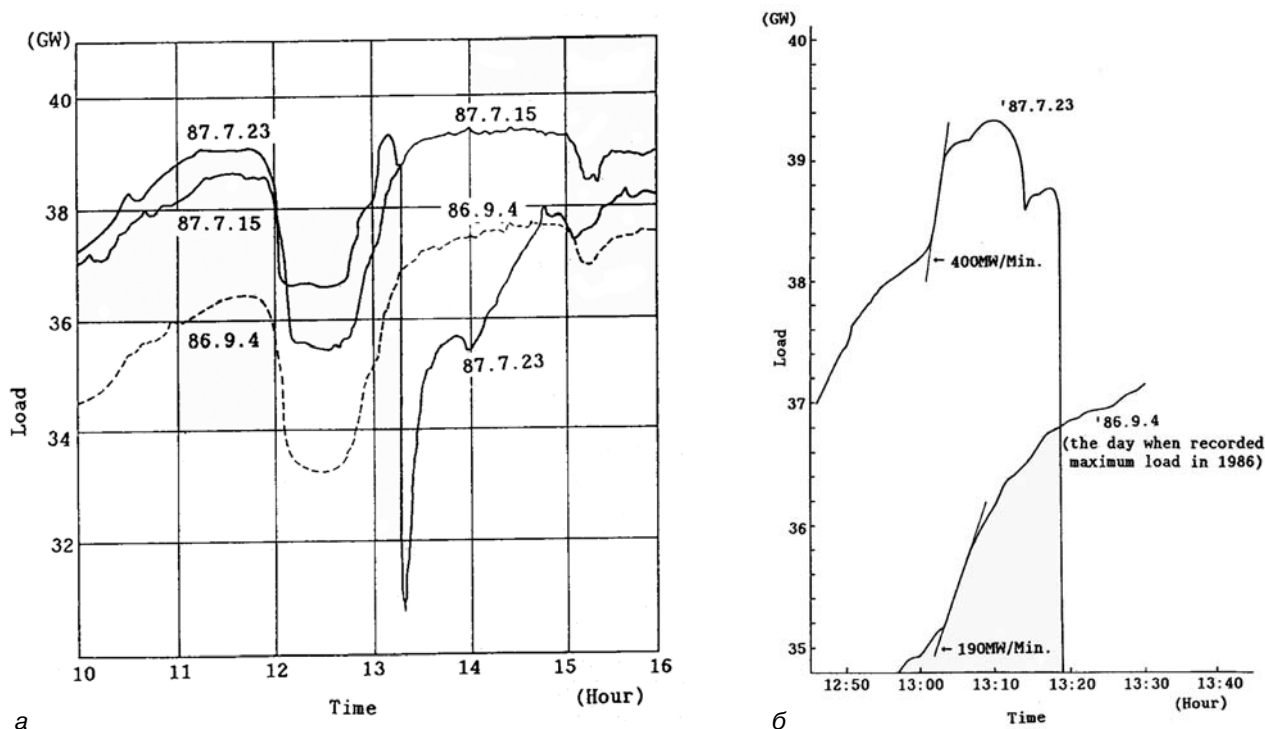 (GW)
40
38
36
34
32
Load
87.7.23
87.7.15
87.7.15
86.9.4
86.9.4
87.7.23
10
11
12
13
14
15
16
Time
(Hour)
а
(GW)
40
39
38
37
36
35
Load
'87.7.23
←400MW/Min.
'86.9.4
(the day when recorded
maximum load in 1986)
←190MW/Min.
12:50
13:00
13:10
13:20
13:30
13:40
(Hour)
Time
б